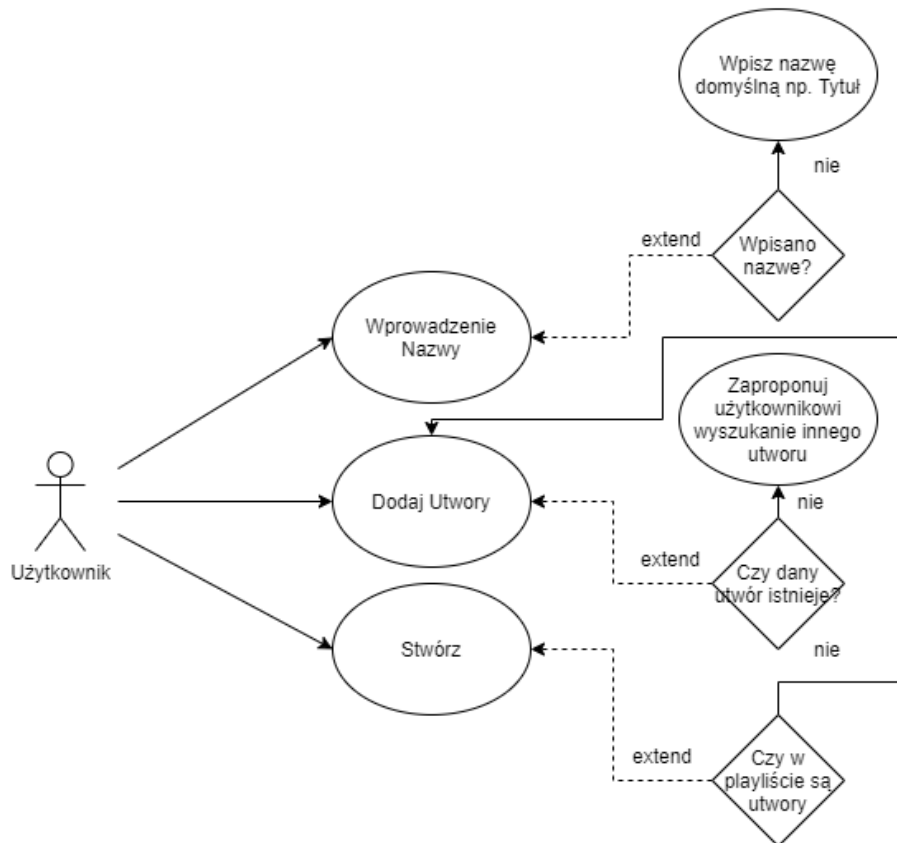 Wpisz nazwę
domyślną np. Tytuł
nie
extend
Wpisano
nazwe?
Wprowadzenie
Nazwy
Zaproponuj
użytkownikowi
wyszukanie innego
utworu
Dodaj Utwory
nie
extend
Czy dany
utwór istnieje?
Użytkownik
Stwórz
nie
extend
Czy w
playliście są
utwory